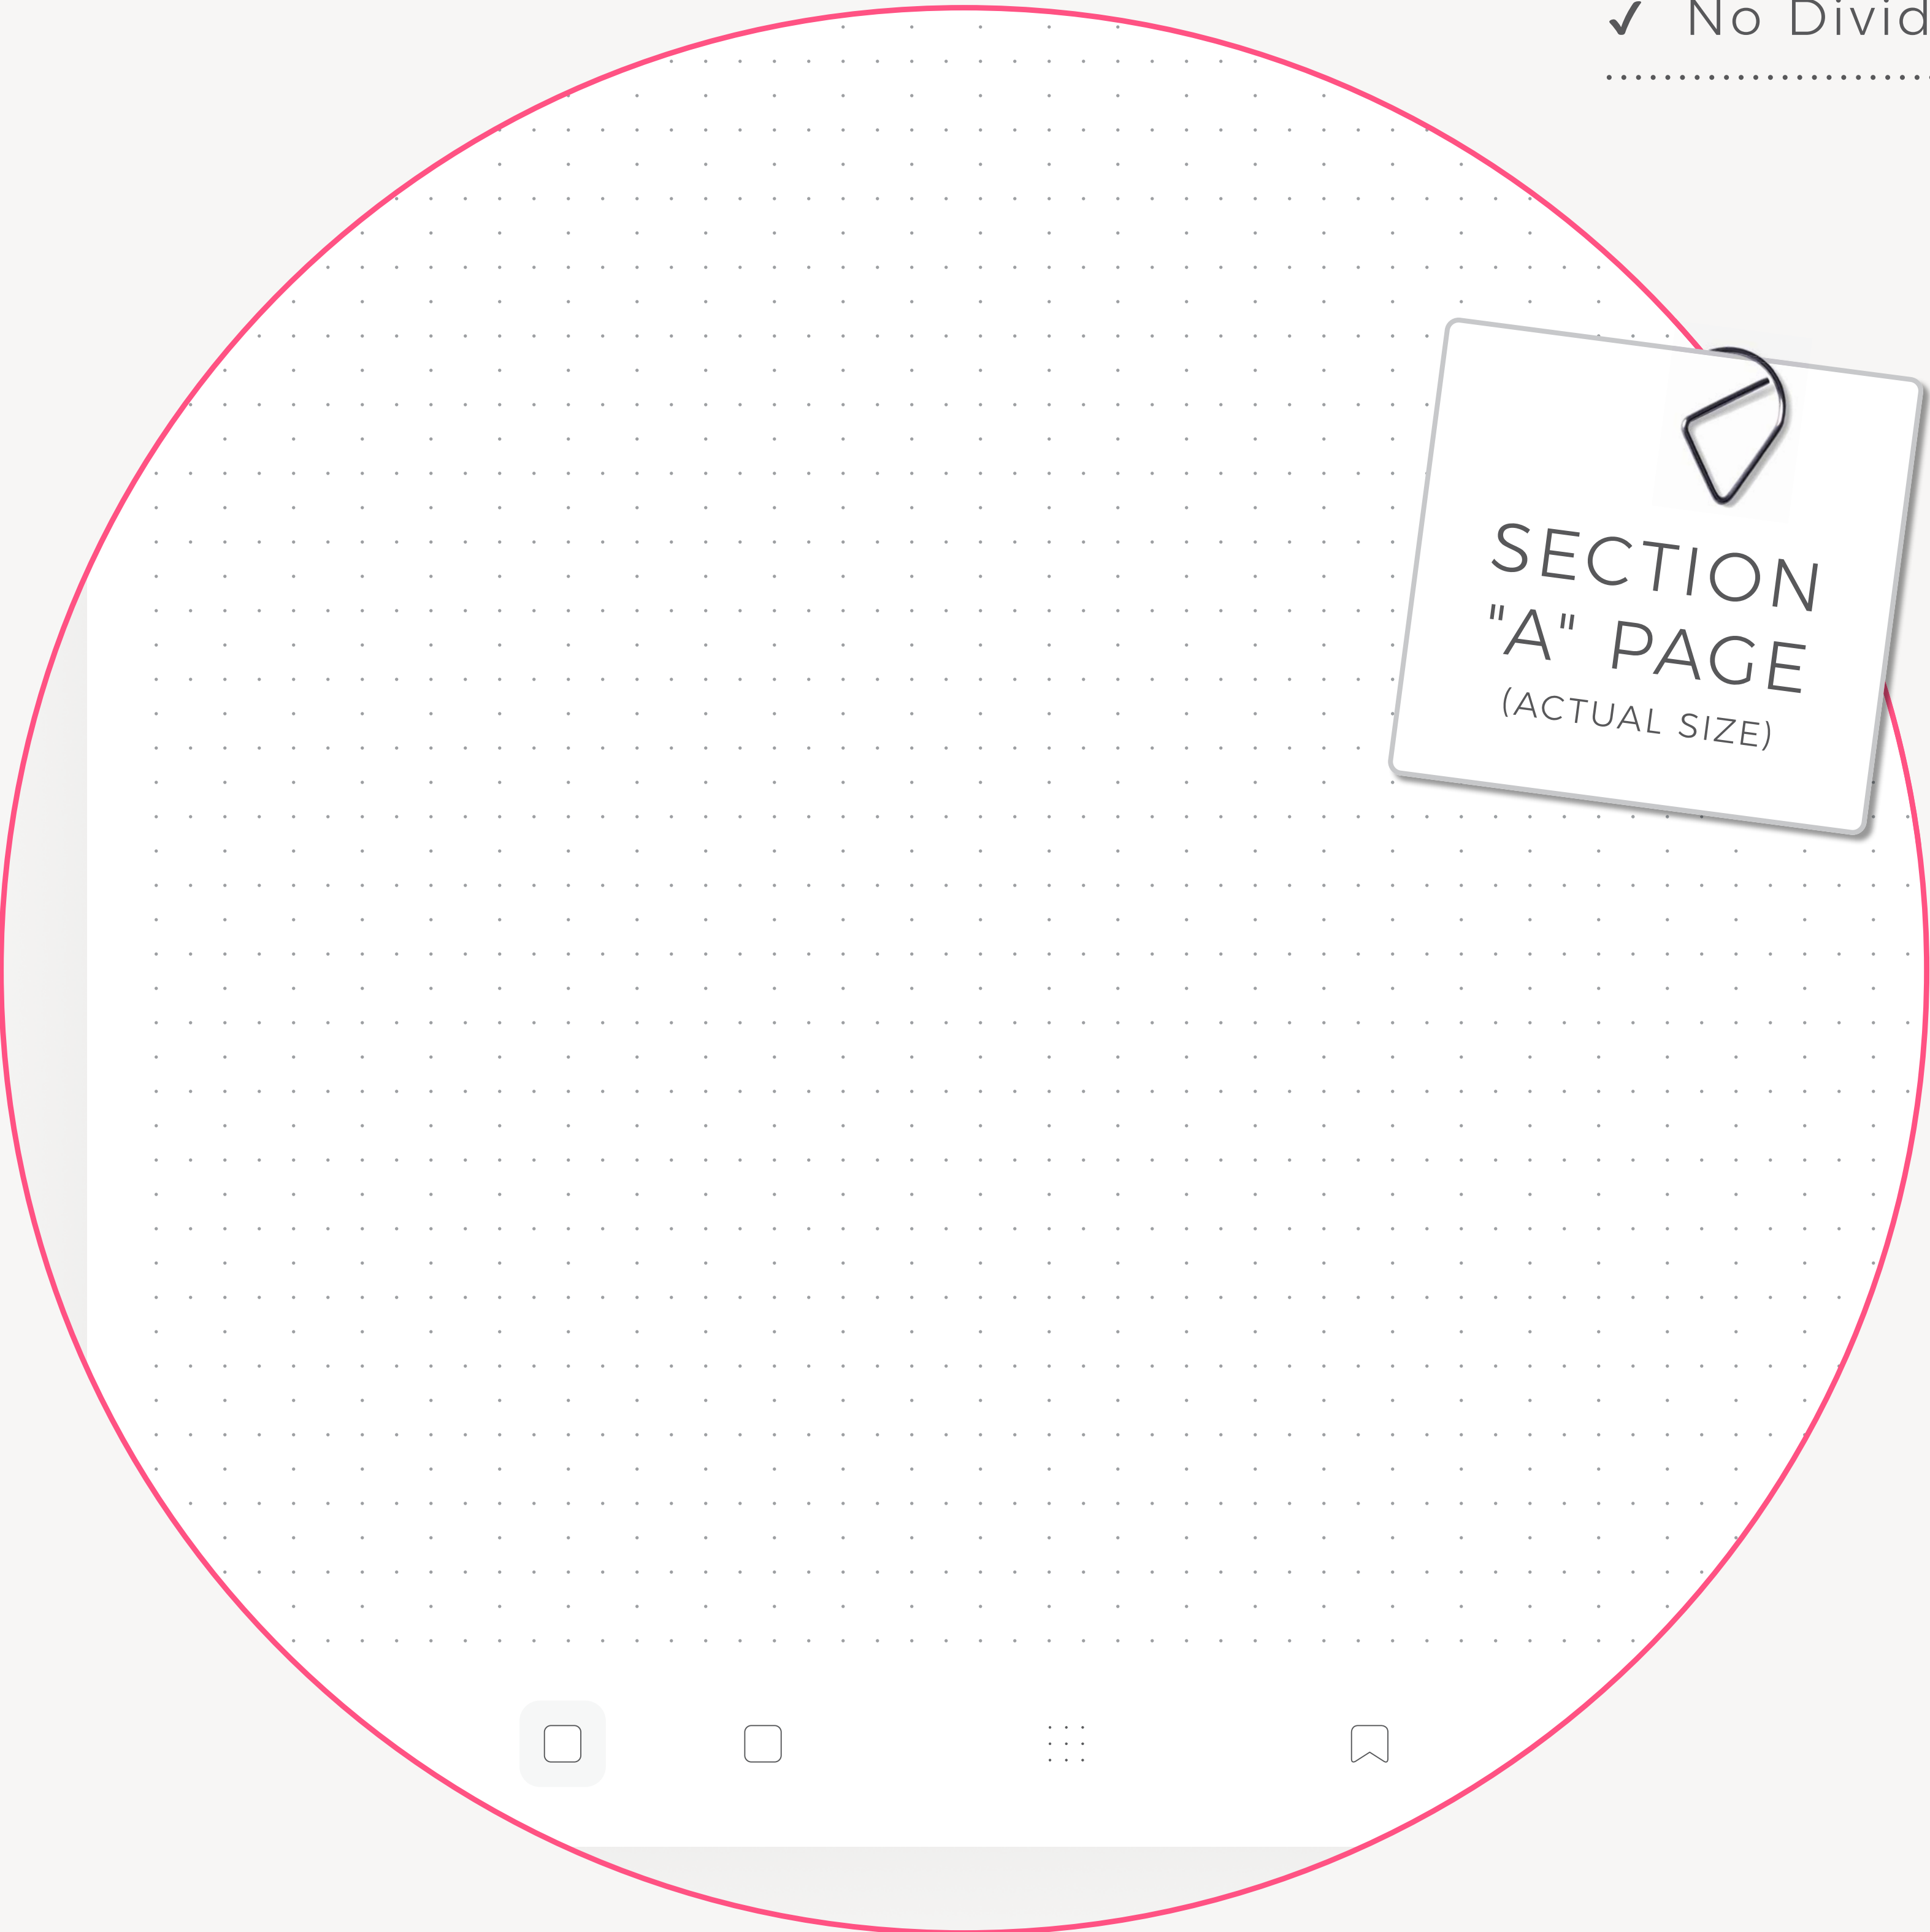 ✓ No Divid
SECTION
"A" PAGE
(ACTUAL SIZE)